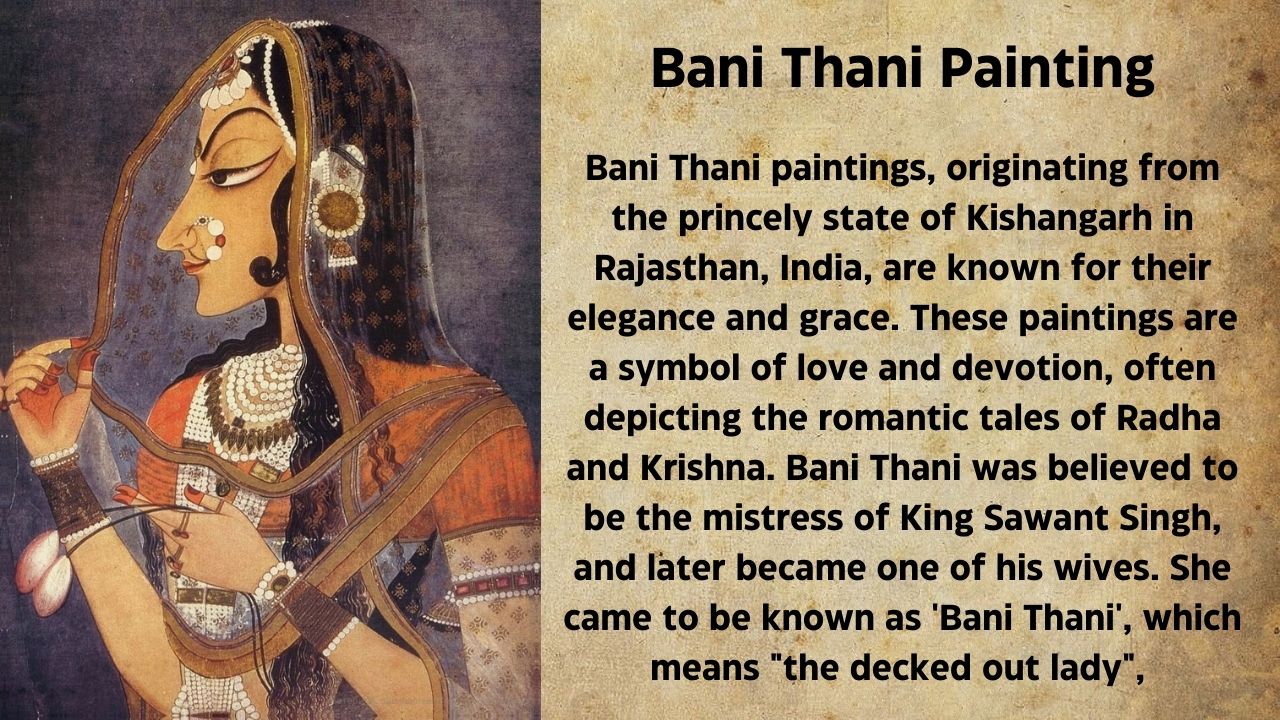 Bani Thani Painting
Bani Thani paintings, originating from
the princely state of Kishangarh in
Rajasthan, India, are known for their
elegance and grace. These paintings are
a symbol of love and devotion, often
depicting the romantic tales of Radha
and Krishna. Bani Thani was believed to
be the mistress of King Sawant Singh,
and later became one of his wives. She
came to be known as 'Bani Thani', which
means "the decked out lady",